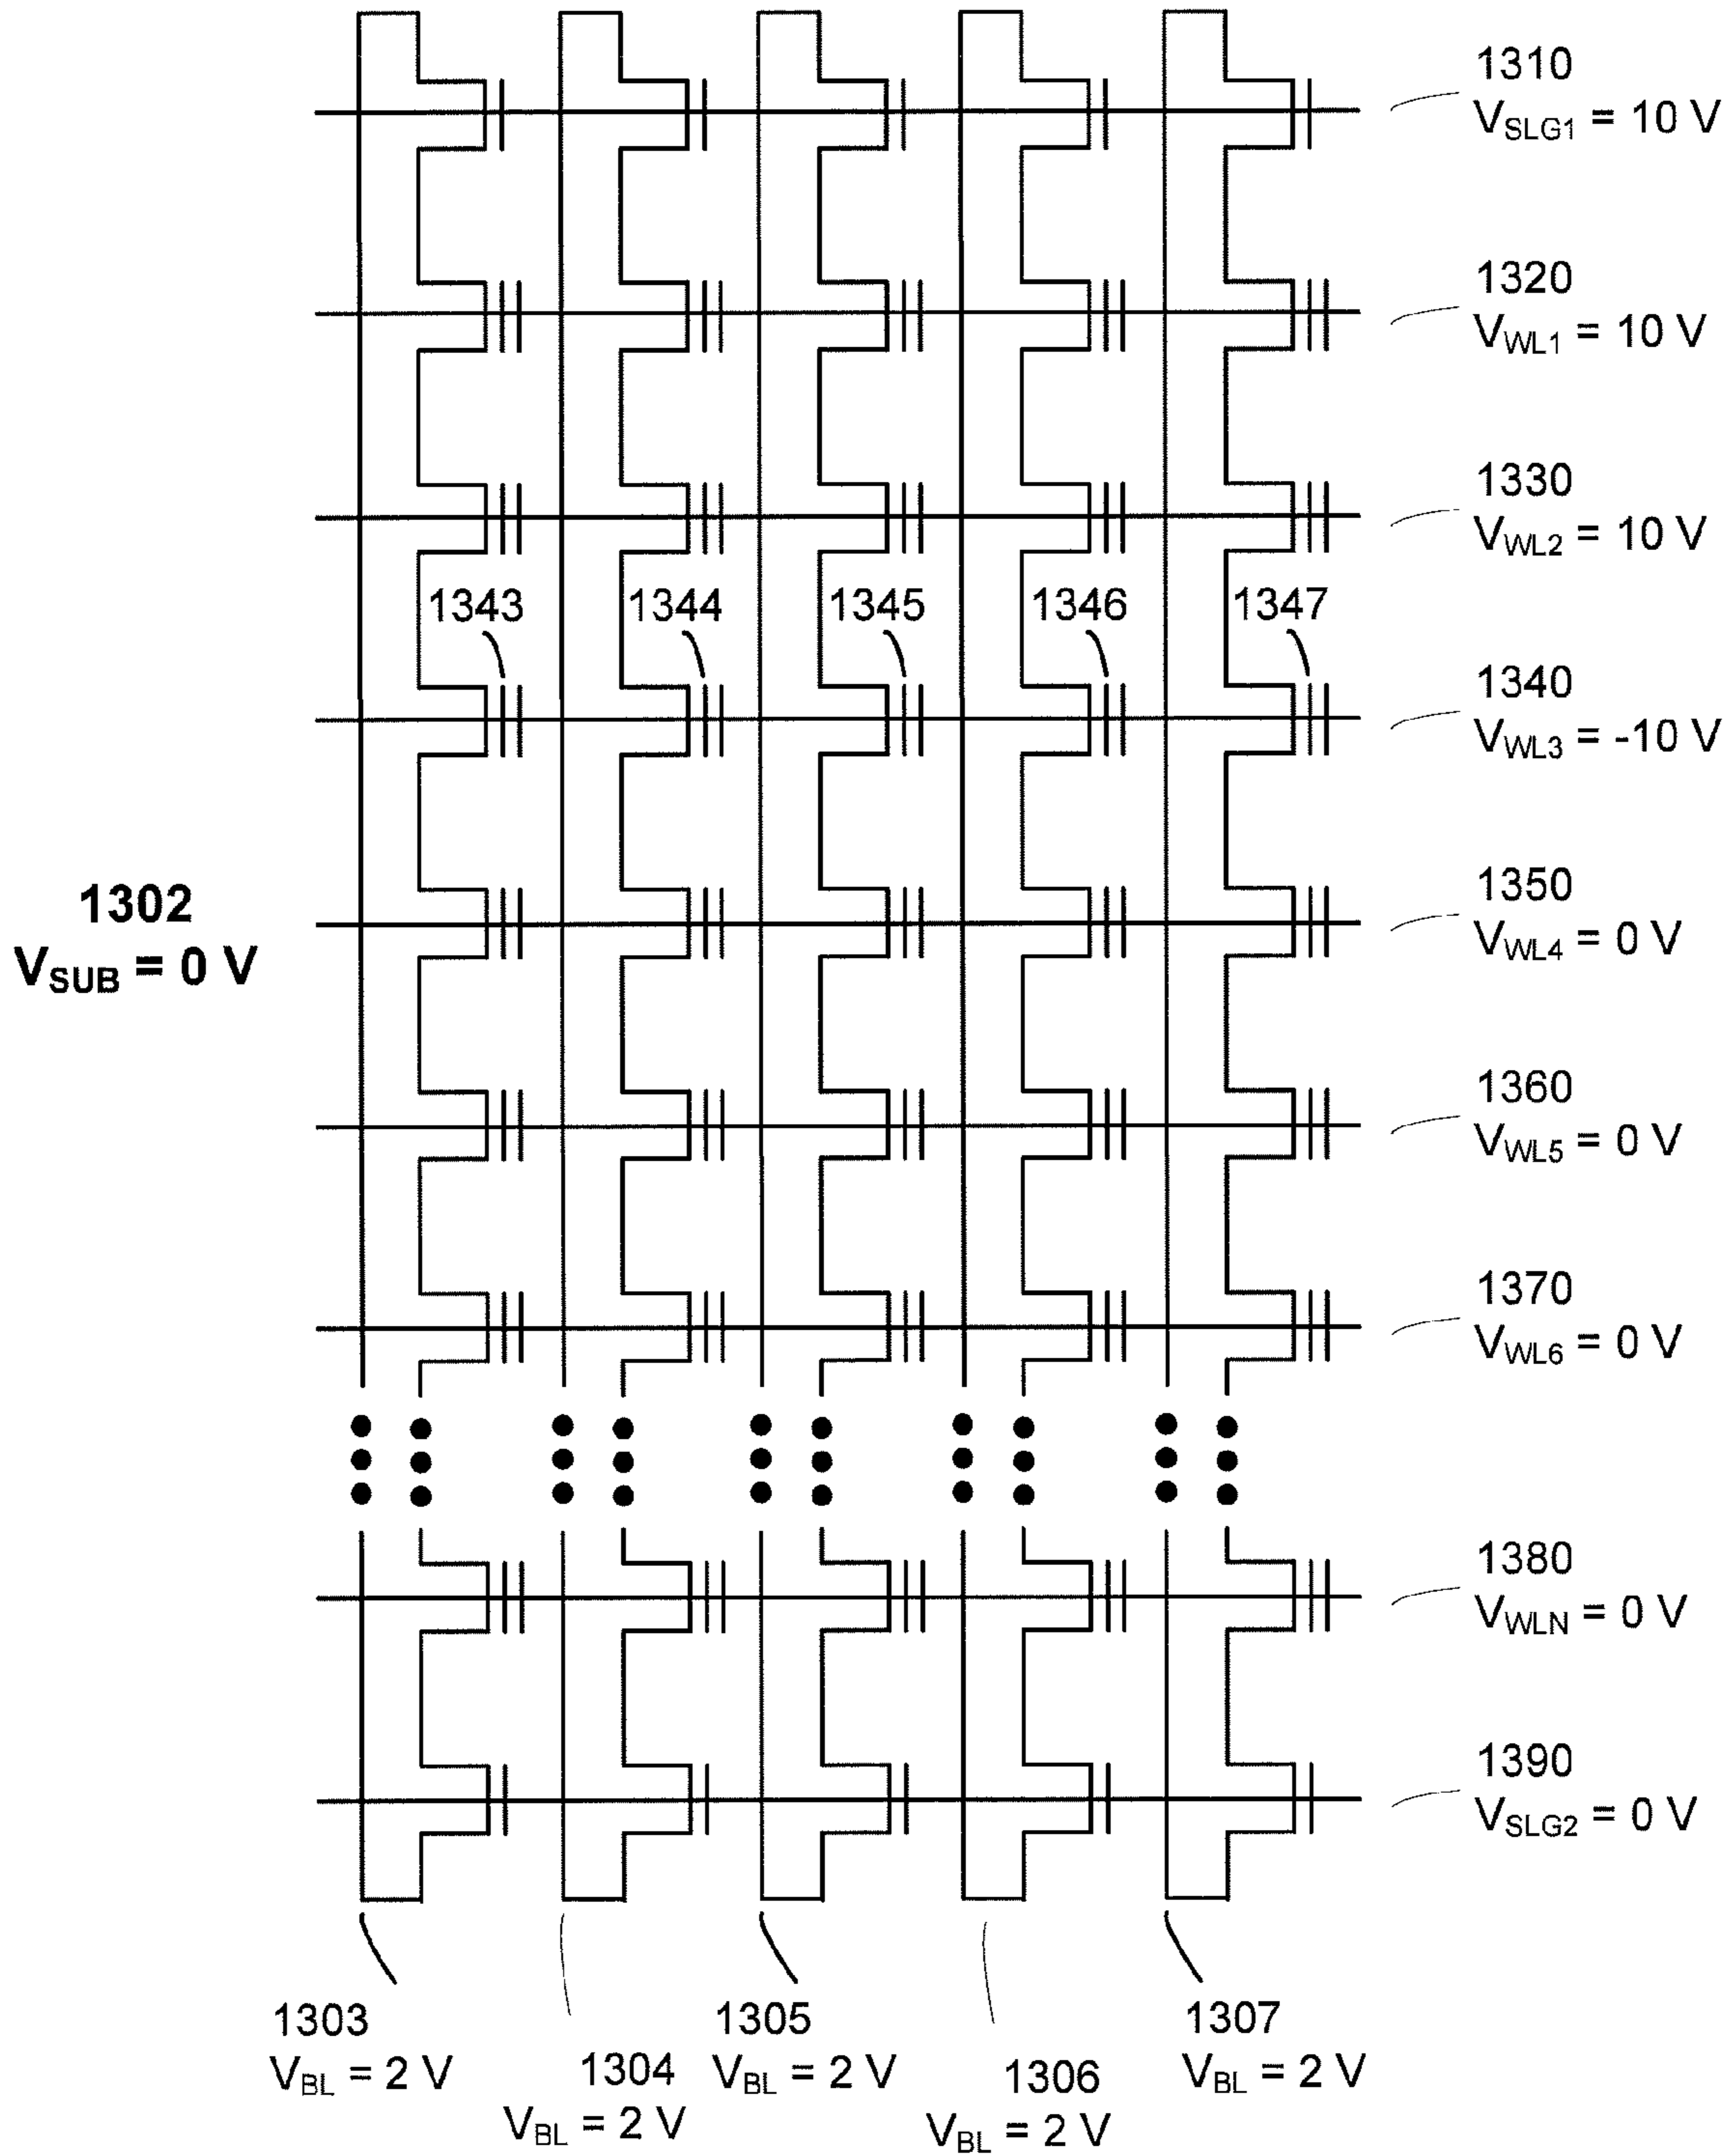 1310
VSLG1 = 10 V
1320
VWL1 = 10 V
1330
VWL2 = 10 V
1343 1344 1345 1346 1347
1340
VWL3 = -10 V
1302
VSUB = 0 V
1350
VWL4 = 0 V
1360
VWL5 = 0 V
1370
VWL6 = 0 V
1380
VWLN = 0 V
1390
VSLG2 = 0 V
1303
VBL = 2 V
1304
VBL = 2 V
1305
VBL = 2 V
1306
VBL = 2 V
1307
VBL = 2 V